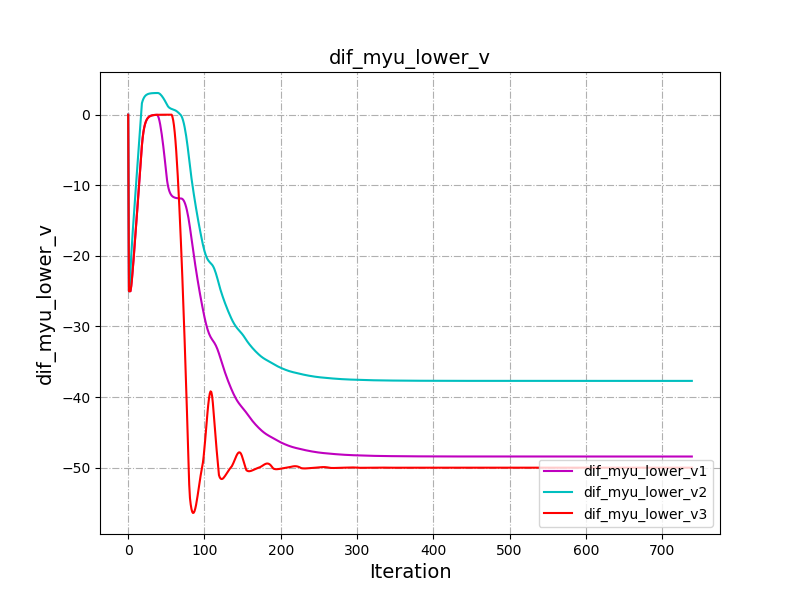 dif_myu_lower_v
dif_myu_lower_v
0
−10
−20
−30
−40
−50
0 100 200 300 400 500 600 700
Iteration
dif_myu_lower_v1
dif_myu_lower_v2
dif_myu_lower_v3